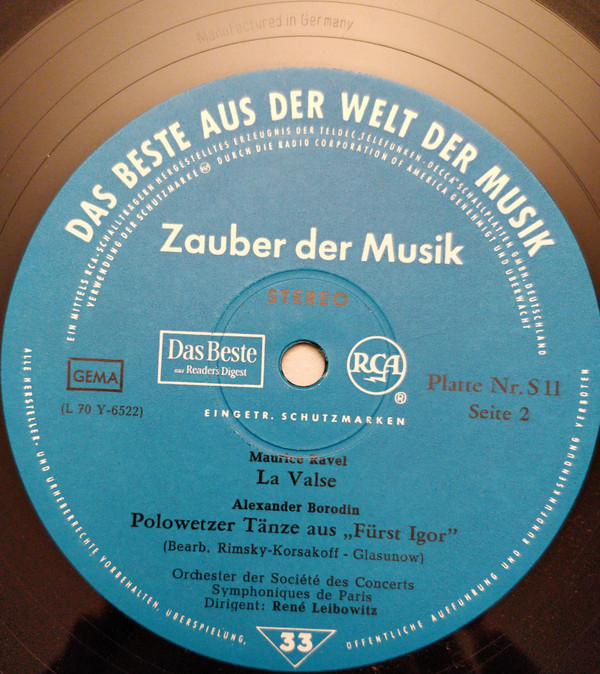 Manufactured in Germany
DAS BESTE AUS DER WELT DER MUSIK
EIN MITTELS RCA-SCHALLTRÄGERN HERGESTELLTES ERZEUGNIS DER TELDEC „TELEFUNKEN-DECCA“ SCHALLPLATTEN GMBH, DEUTSCHLAND
VERWENDUNG DER SCHUTZMARKE RCA DURCH DIE RADIO CORPORATION OF AMERICA GENEHMIGT UND ÜBERWACHT
Zauber der Musik
STEREO
Das Beste
aus Reader's Digest
RCA
®
GEMA
(L 70 Y-6522)
Platte Nr. S 11
Seite 2
EINGETR. SCHUTZMARKEN
Maurice Ravel
La Valse
Alexander Borodin
Polowetzer Tänze aus „Fürst Igor”
(Bearb. Rimsky-Korsakoff - Glasunow)
Orchester der Société des Concerts
Symphoniques de Paris
Dirigent: René Leibowitz
33
ALLE HERSTELLER- UND URHEBERRECHTE VORBEHALTEN, ÜBERSPIELUNG, ÖFFENTLICHE AUFFÜHRUNG UND RUNDFUNKSENDUNG VERBOTEN